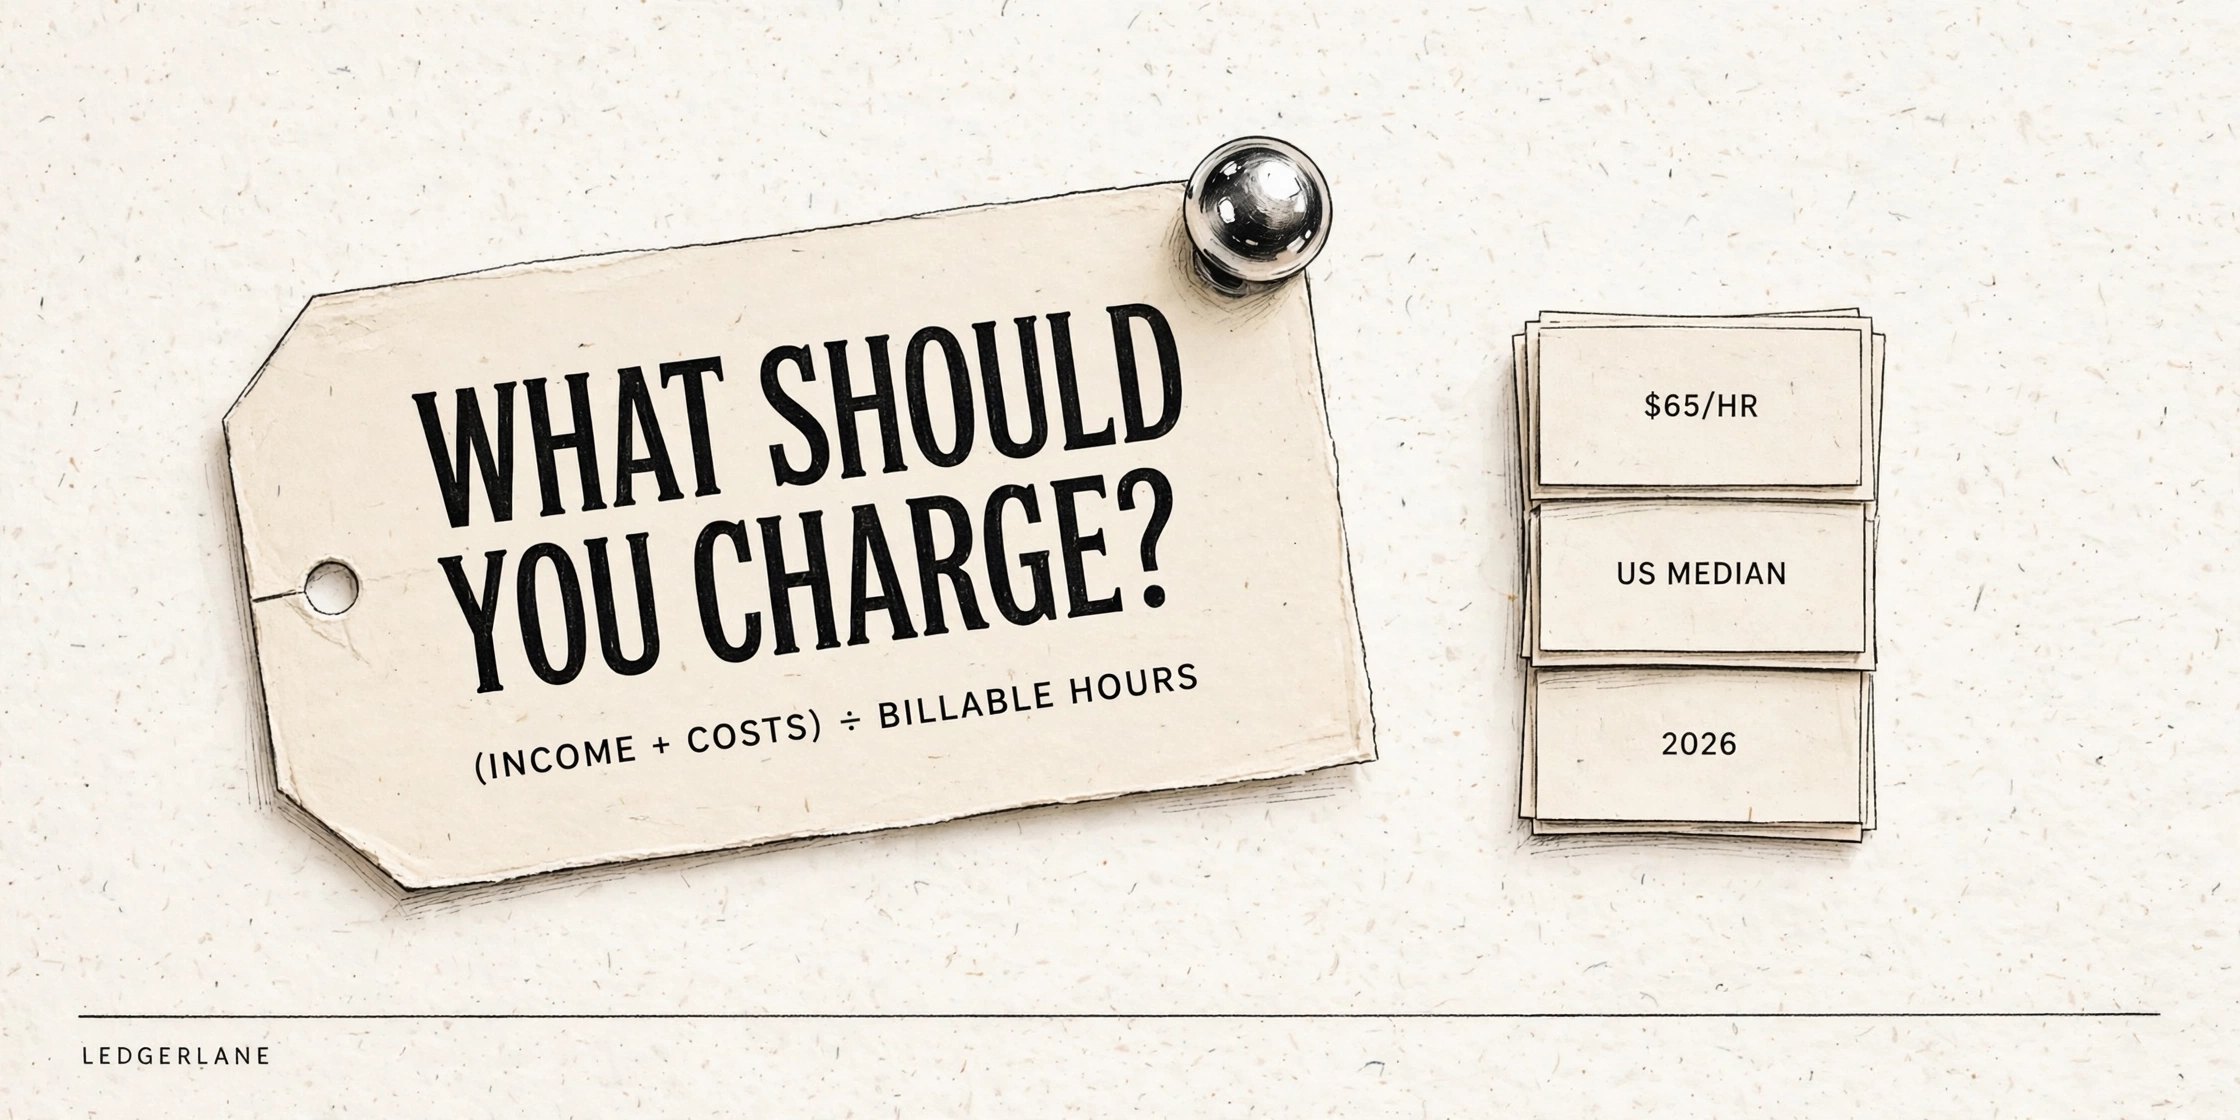 WHAT SHOULD
YOU CHARGE?
(INCOME + COSTS) ÷ BILLABLE HOURS
$65/HR
US MEDIAN
2026
LEDGERLANE